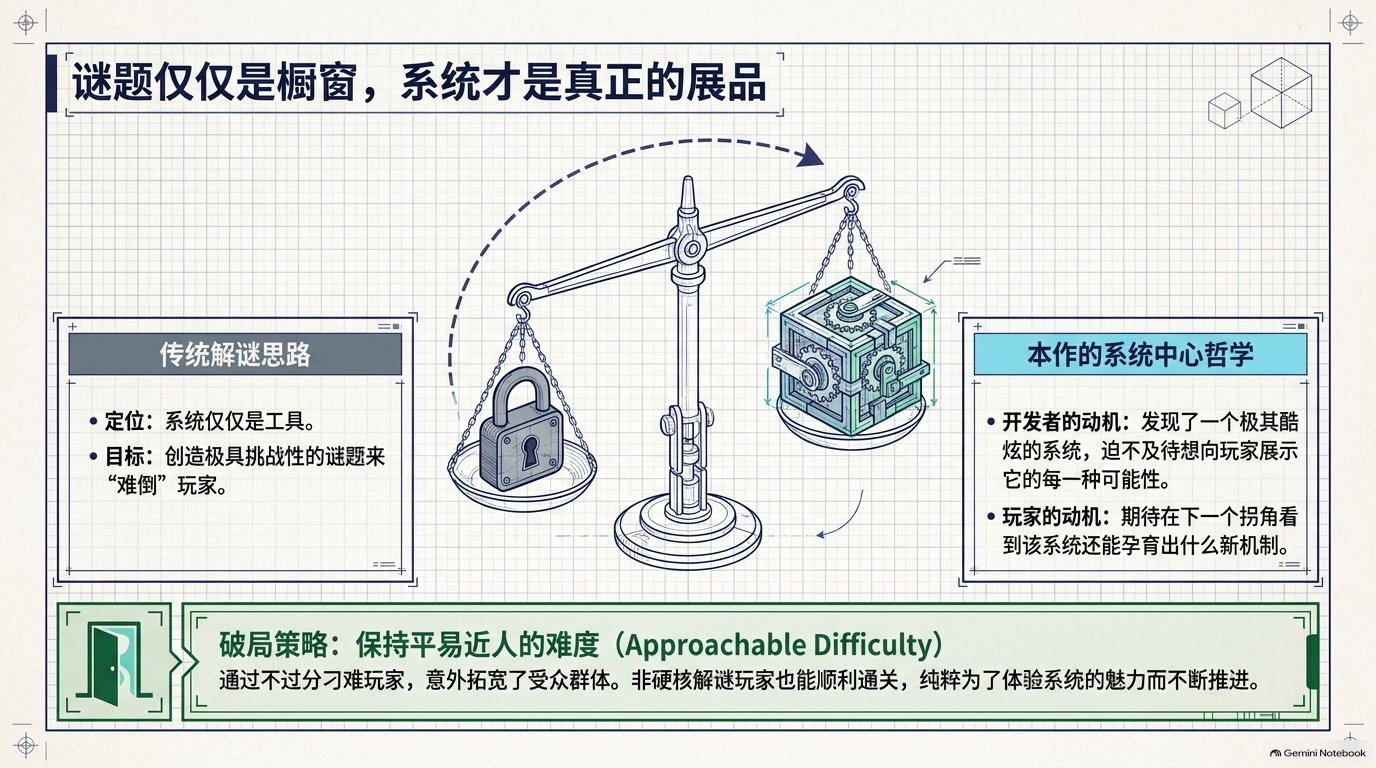 谜题仅仅是橱窗，系统才是真正的展品
传统解谜思路
• 定位：系统仅仅是工具。
• 目标：创造极具挑战性的谜题来
“难倒”玩家。
本作的系统中心哲学
• 开发者的动机：发现了一个极其酷
炫的系统，迫不及待想向玩家展示
它的每一种可能性。
• 玩家的动机：期待在下一个拐角看
到该系统还能孕育出什么新机制。
破局策略：保持平易近人的难度（Approachable Difficulty）
通过不过分刁难玩家，意外拓宽了受众群体。非硬核解谜玩家也能顺利通关，纯粹为了体验系统的魅力而不断推进。
Gemini Notebook